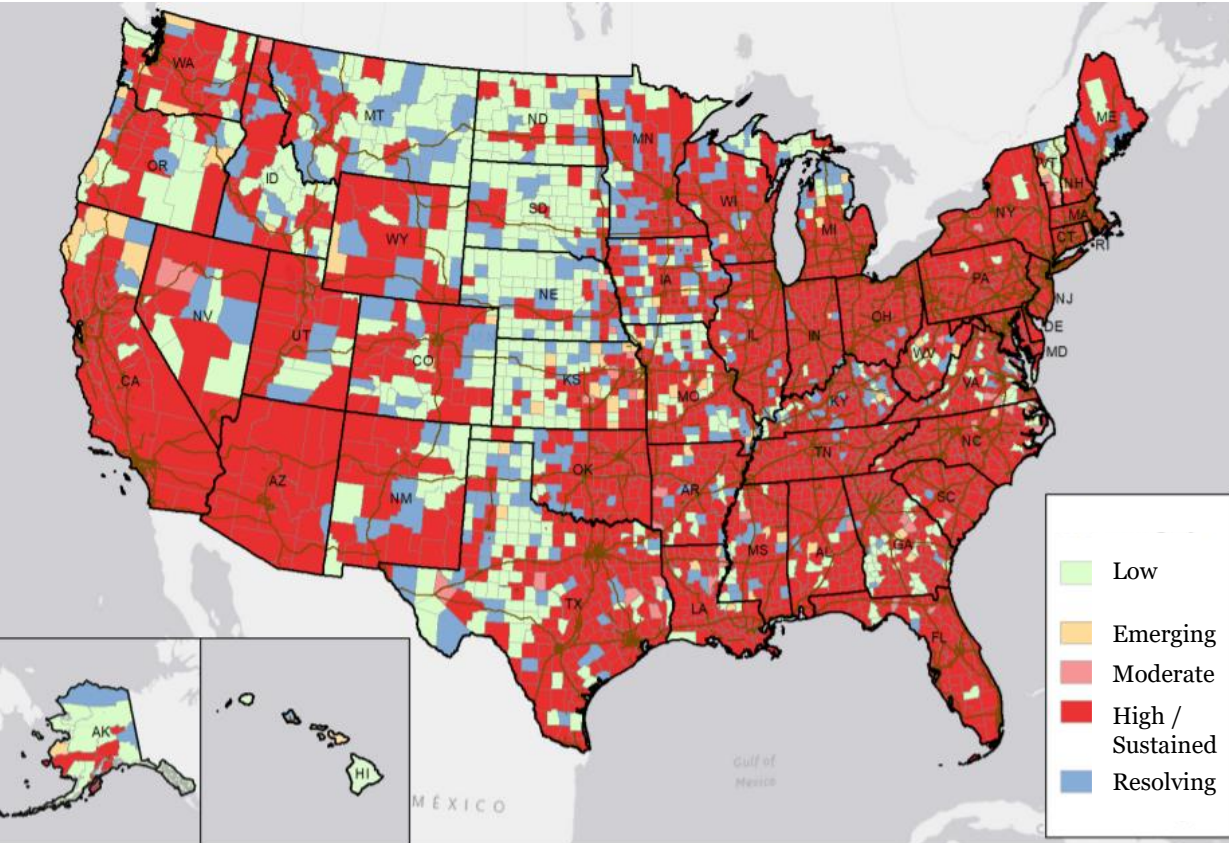 WA
MT
ND
MN
ME
OR
ID
SD
WI
VT
NH
NY
MA
CT
RI
WY
MI
IA
PA
NE
NJ
NV
UT
CO
IL
IN
OH
DE
MD
WV
CA
KS
MO
KY
VA
AZ
NM
OK
AR
TN
NC
SC
MS
AL
GA
TX
LA
FL
AK
HI
Gulf of
Mexico
MÉXICO
Low
Emerging
Moderate
High /
Sustained
Resolving